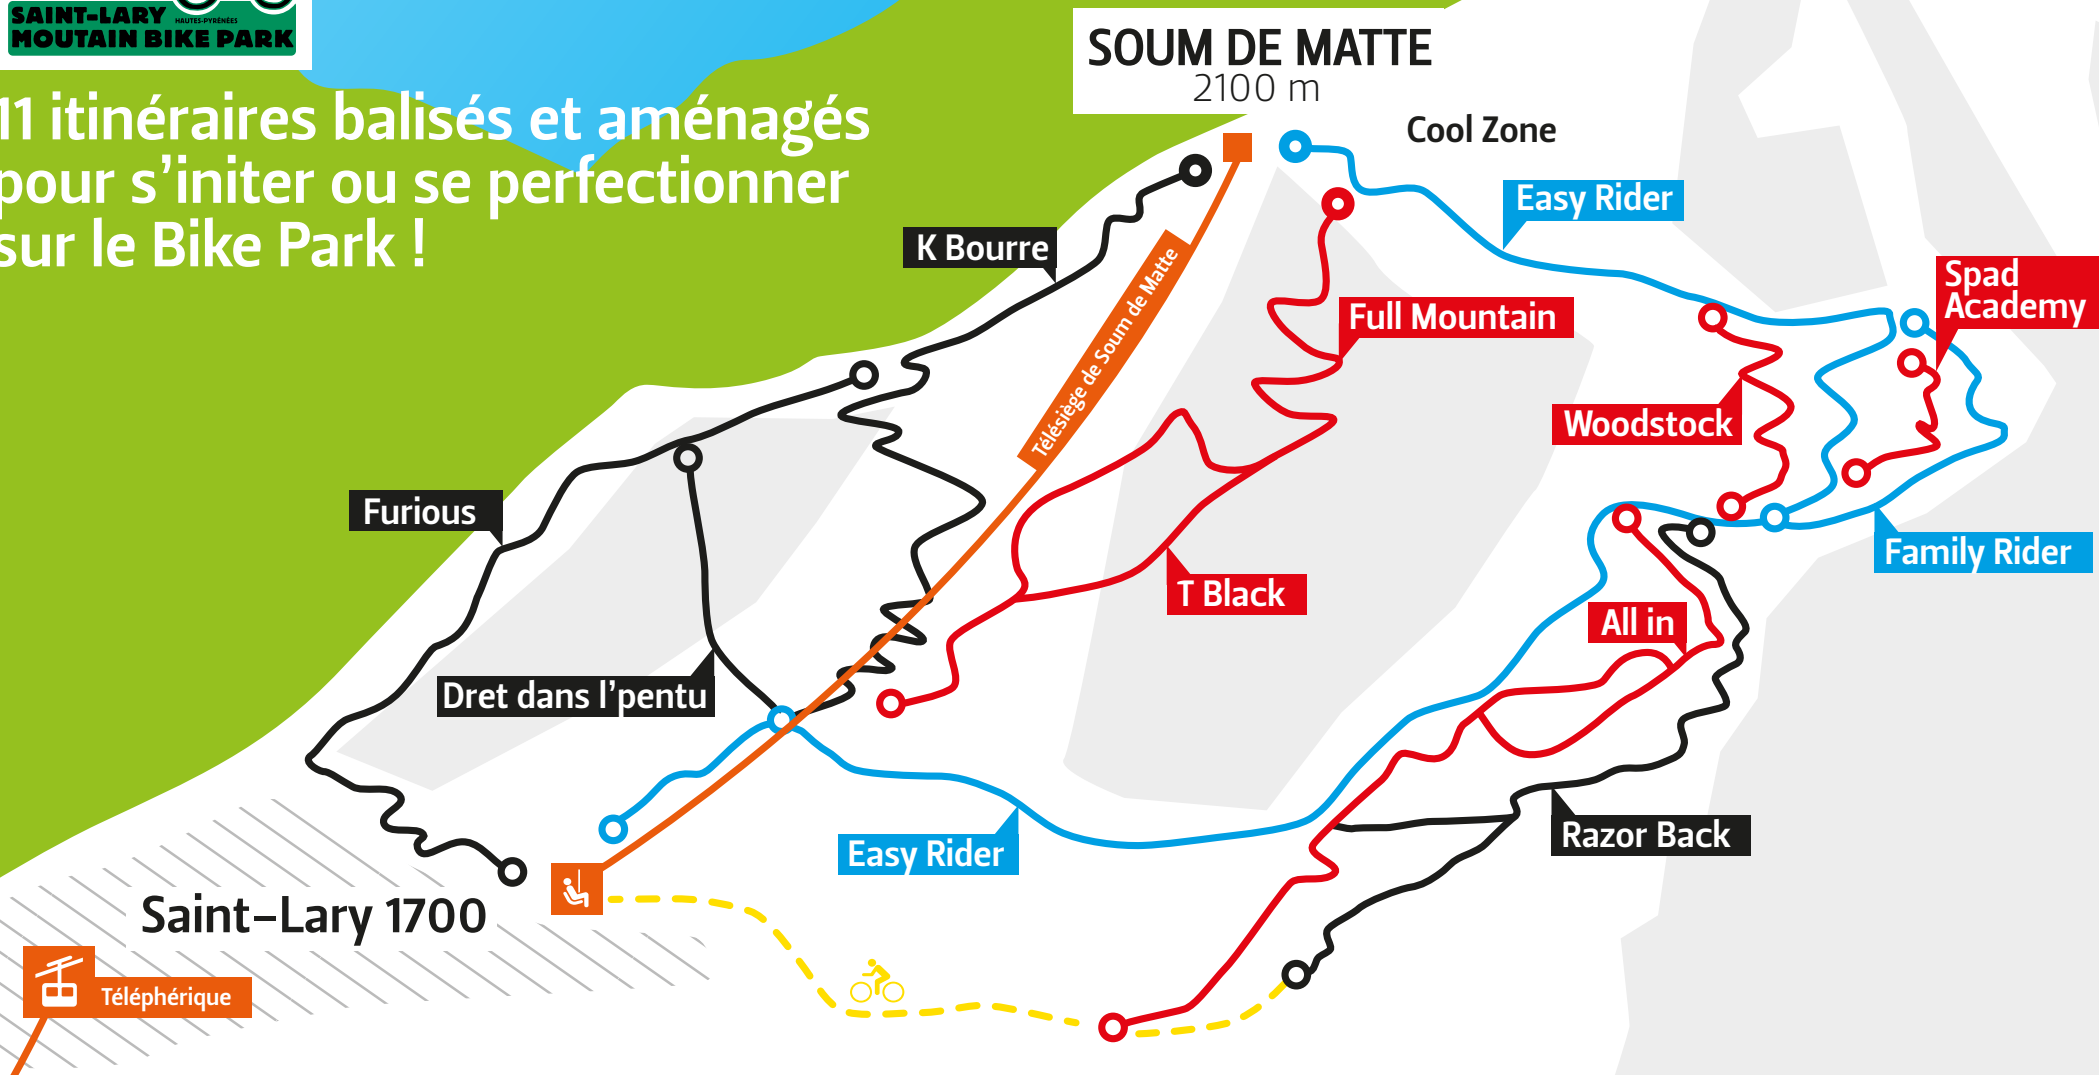 SAINT-LARY HAUTES-PYRÉNÉES
MOUTAIN BIKE PARK
11 itinéraires balisés et aménagés
pour s'initer ou se perfectionner
sur le Bike Park !
SOUM DE MATTE
2100 m
Cool Zone
Easy Rider
K Bourre
Télésiège de Soum de Matte
Full Mountain
Spad
Academy
Woodstock
Furious
Family Rider
T Black
All in
Dret dans l'pentu
Easy Rider
Razor Back
Saint-Lary 1700
Téléphérique